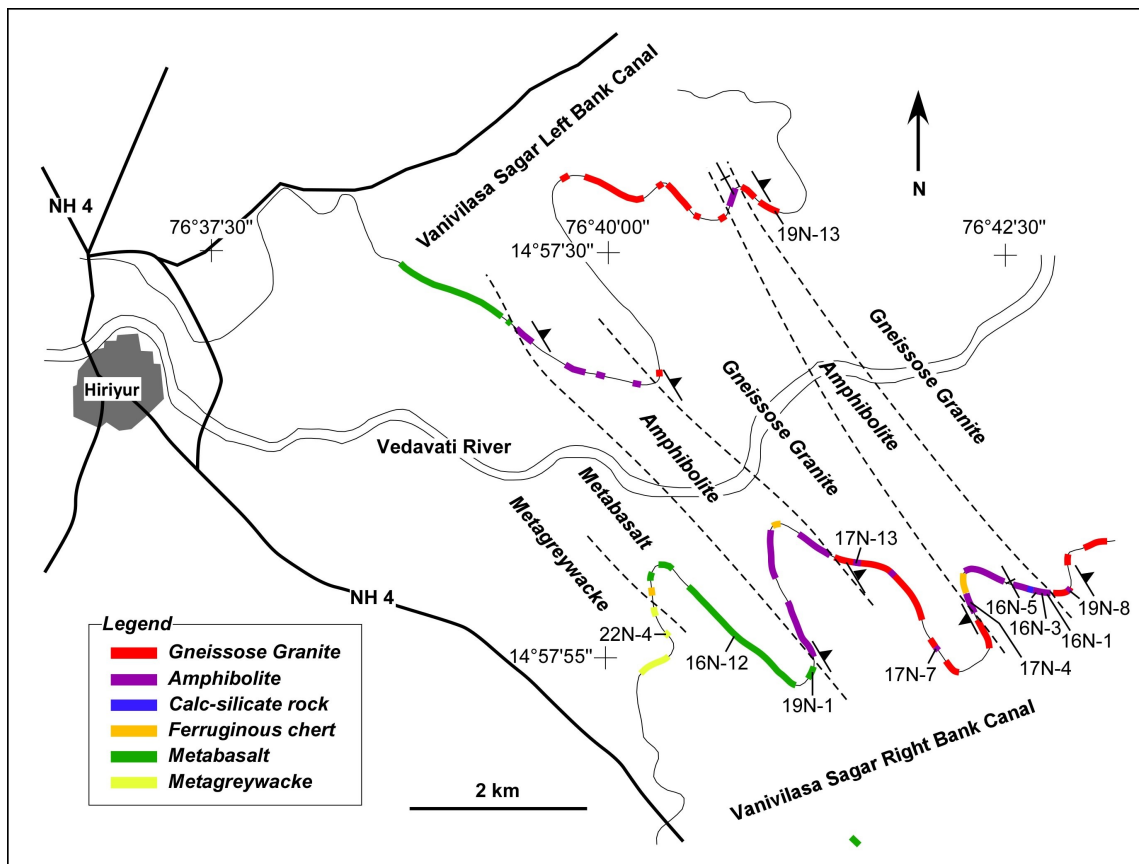 Vanivilasa Sagar Left Bank Canal
N
NH 4
76°37'30"
76°40'00"
14°57'30"
19N-13
76°42'30"
Hiriyur
Vedavati River
Gneissose Granite
Amphibolite
Gneissose Granite
Amphibolite
Metabasalt
Metagreywacke
NH 4
17N-13
22N-4
14°57'55"
16N-12
19N-1
17N-7
16N-5
16N-3
16N-1
19N-8
17N-4
Vanivilasa Sagar Right Bank Canal
Legend
Gneissose Granite
Amphibolite
Calc-silicate rock
Ferruginous chert
Metabasalt
Metagreywacke
2 km